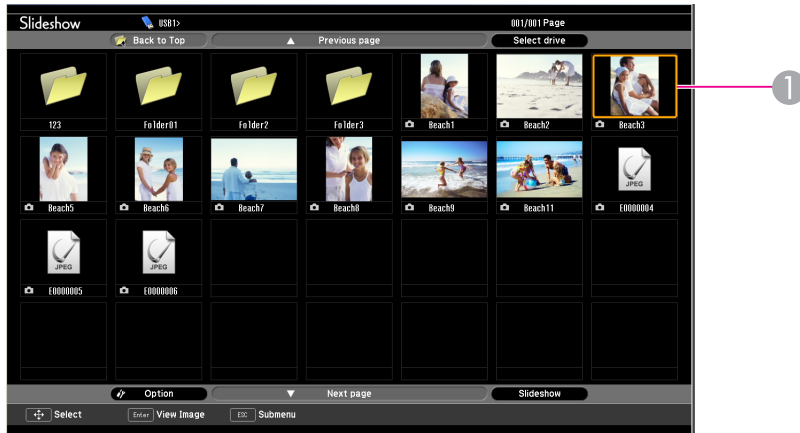 Slideshow USB1> 001/001 Page
Back to Top Previous page Select drive
123 Folder01 Folder2 Folder3 Beach1 Beach2 Beach3
1
JPEG
Beach5 Beach6 Beach7 Beach8 Beach9 Beach11 E0000004
JPEG JPEG
E0000005 E0000006
Option Next page Slideshow
Select Enter View Image ESC Submenu